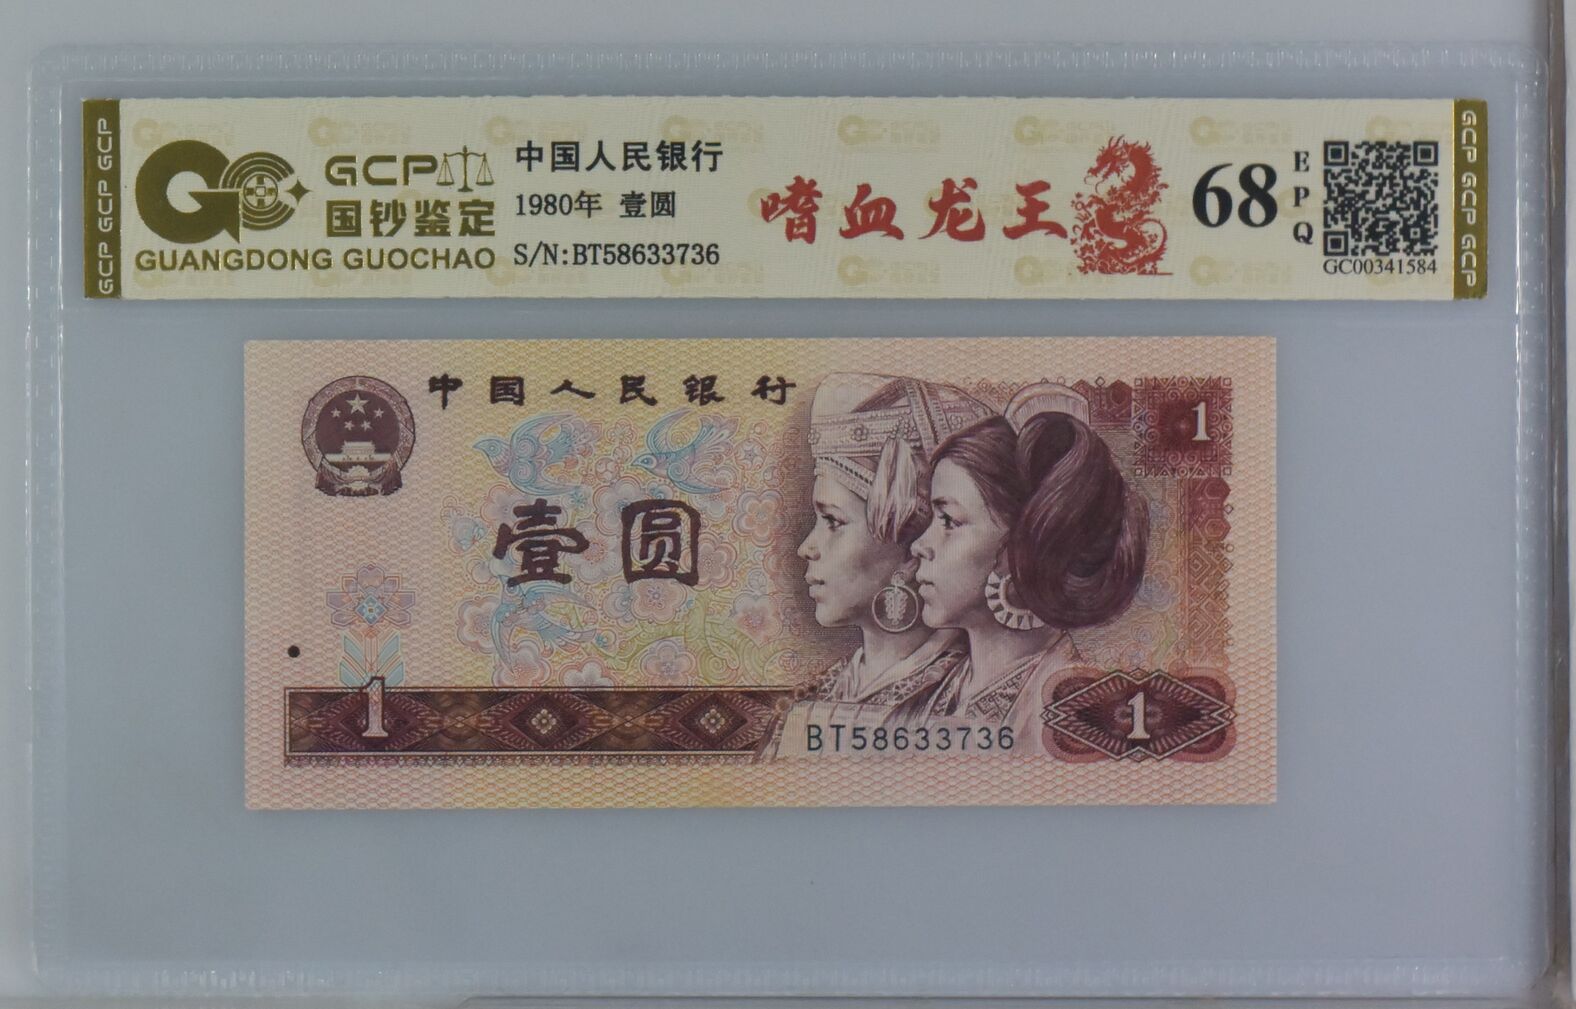 GCP GCP GCP
GCP
国钞鉴定
GUANGDONG GUOCHAO
中国人民银行
1980年 壹圆
S/N:BT58633736
嗜血龙王
68
EPQ
GC00341584
GCP GCP GCP
中国人民银行
1
壹圆
1
BT58633736
1